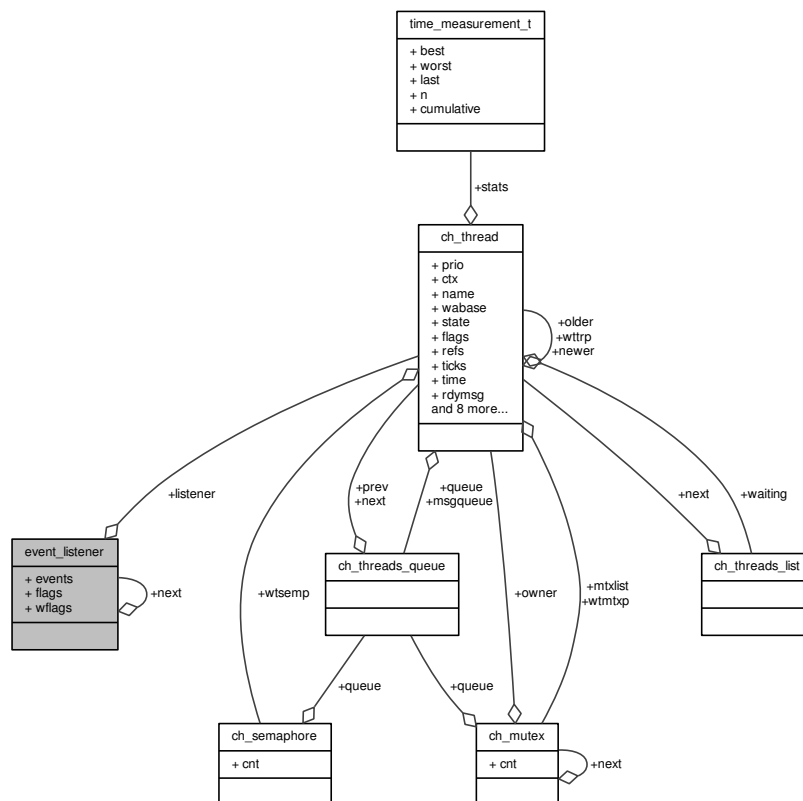 time_measurement_t
+ best
+ worst
+ last
+ n
+ cumulative
+stats
ch_thread
+ prio
+ ctx
+ name
+ wabase
+ state
+ flags
+ refs
+ ticks
+ time
+ rdymsg
and 8 more...
+older
+wttrp
+newer
+listener
+prev
+next
+queue
+msgqueue
+next
+waiting
event_listener
+ events
+ flags
+ wflags
+next
+wtsemp
ch_threads_queue
+owner
+mtxlist
+wtmtxp
ch_threads_list
+queue
+queue
ch_semaphore
+ cnt
ch_mutex
+ cnt
+next